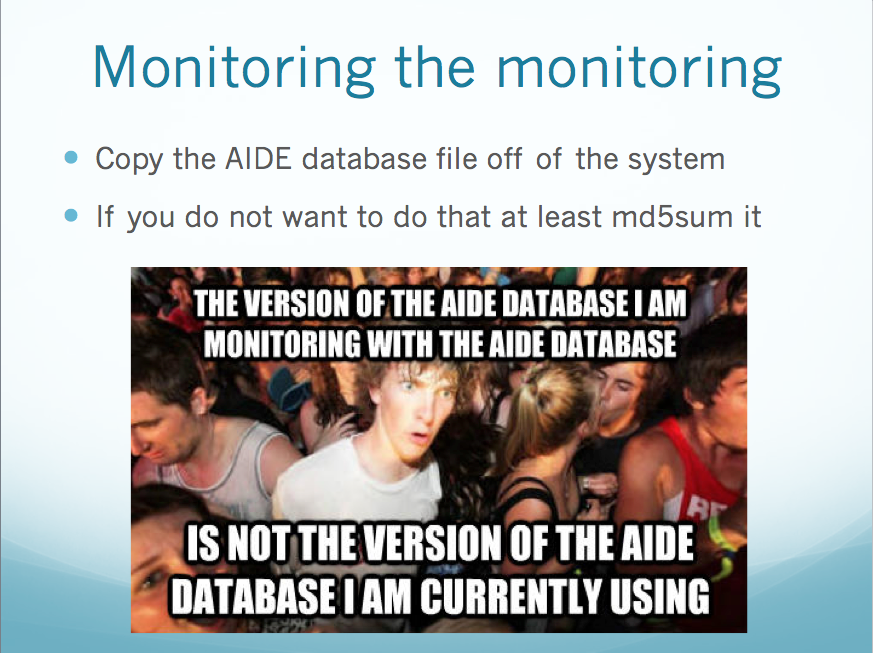 Monitoring the monitoring
Copy the AIDE database file off of the system
If you do not want to do that at least md5sum it
THE VERSION OF THE AIDE DATABASE I AM
MONITORING WITH THE AIDE DATABASE
IS NOT THE VERSION OF THE AIDE
DATABASE I AM CURRENTLY USING